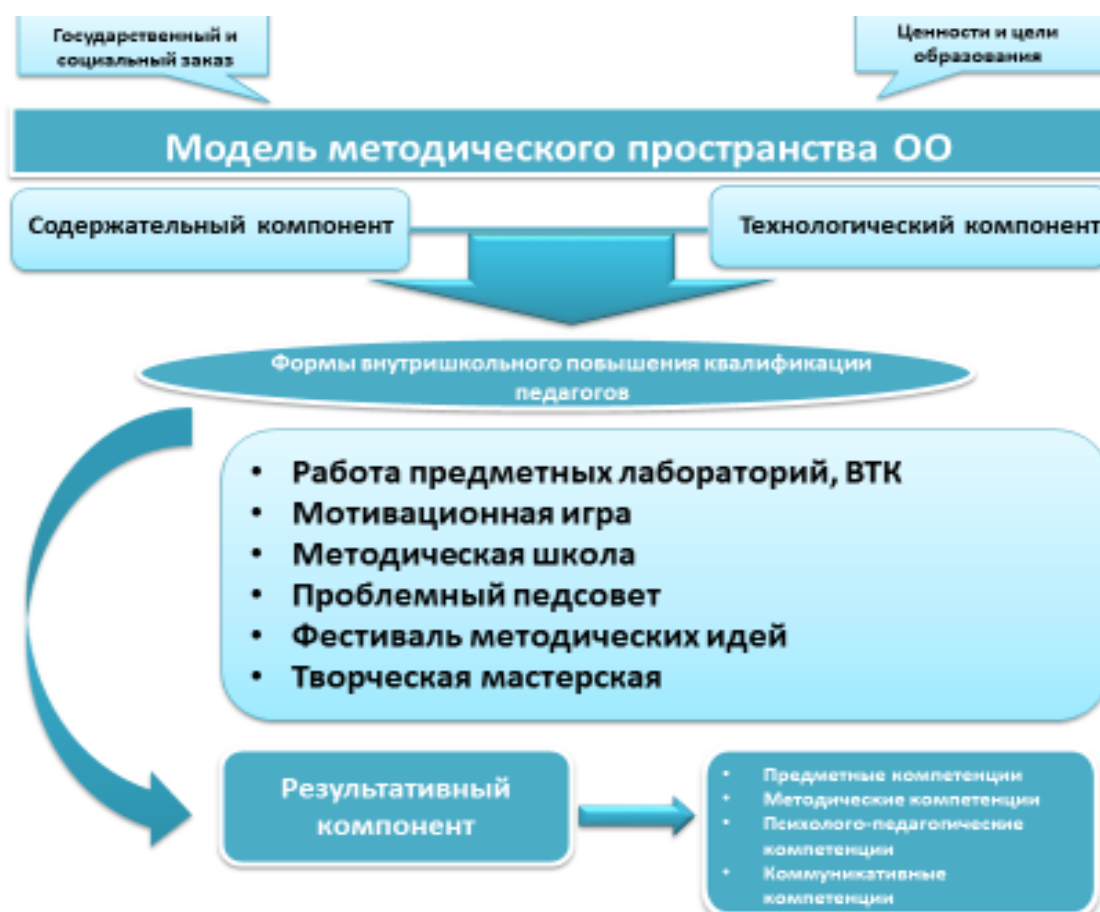 Государственный и
социальный заказ
Ценности и цели
образования
Модель методического пространства ОО
Содержательный компонент
Технологический компонент
Формы внутришкольного повышения квалификации
педагогов
• Работа предметных лабораторий, ВТК
• Мотивационная игра
• Методическая школа
• Проблемный педсовет
• Фестиваль методических идей
• Творческая мастерская
Результативный
компонент
• Предметные компетенции
• Методические компетенции
• Психолого-педагогические
компетенции
• Коммуникативные
компетенции